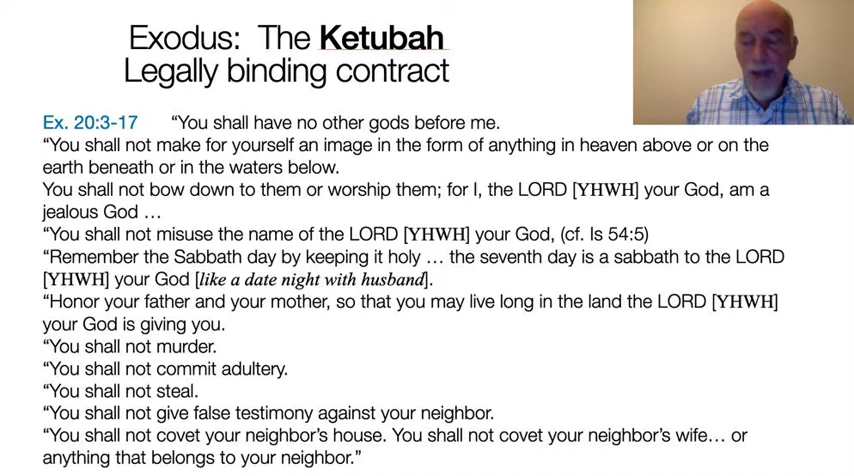 Exodus:  The Ketubah
Legally binding contract
Ex. 20:3-17 “You shall have no other gods before me.
“You shall not make for yourself an image in the form of anything in heaven above or on the
earth beneath or in the waters below.
You shall not bow down to them or worship them; for I, the LORD [YHWH] your God, am a
jealous God …
“You shall not misuse the name of the LORD [YHWH] your God, (cf. Is 54:5)
“Remember the Sabbath day by keeping it holy … the seventh day is a sabbath to the LORD
[YHWH] your God [like a date night with husband].
“Honor your father and your mother, so that you may live long in the land the LORD [YHWH]
your God is giving you.
“You shall not murder.
“You shall not commit adultery.
“You shall not steal.
“You shall not give false testimony against your neighbor.
“You shall not covet your neighbor’s house. You shall not covet your neighbor’s wife… or
anything that belongs to your neighbor.”